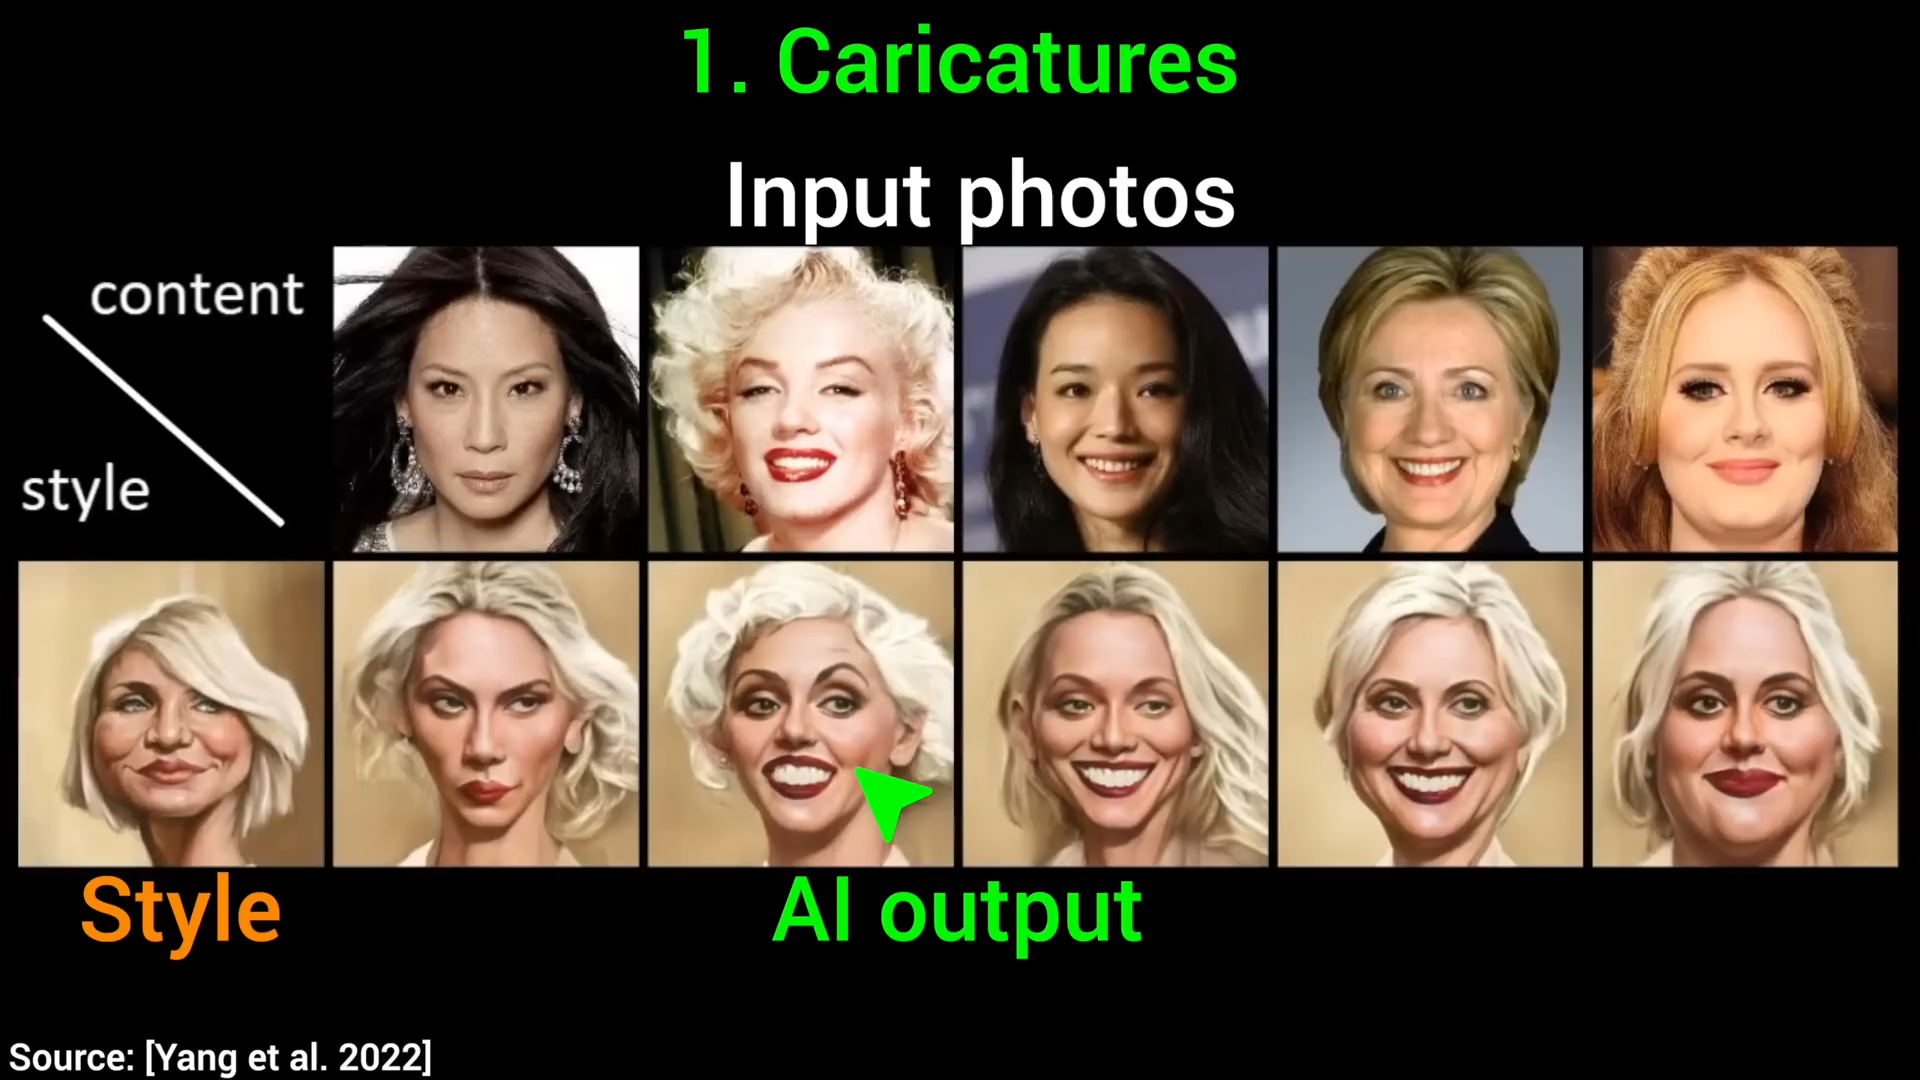 1. Caricatures
Input photos
content
style
Style
AI output
Source: [Yang et al. 2022]